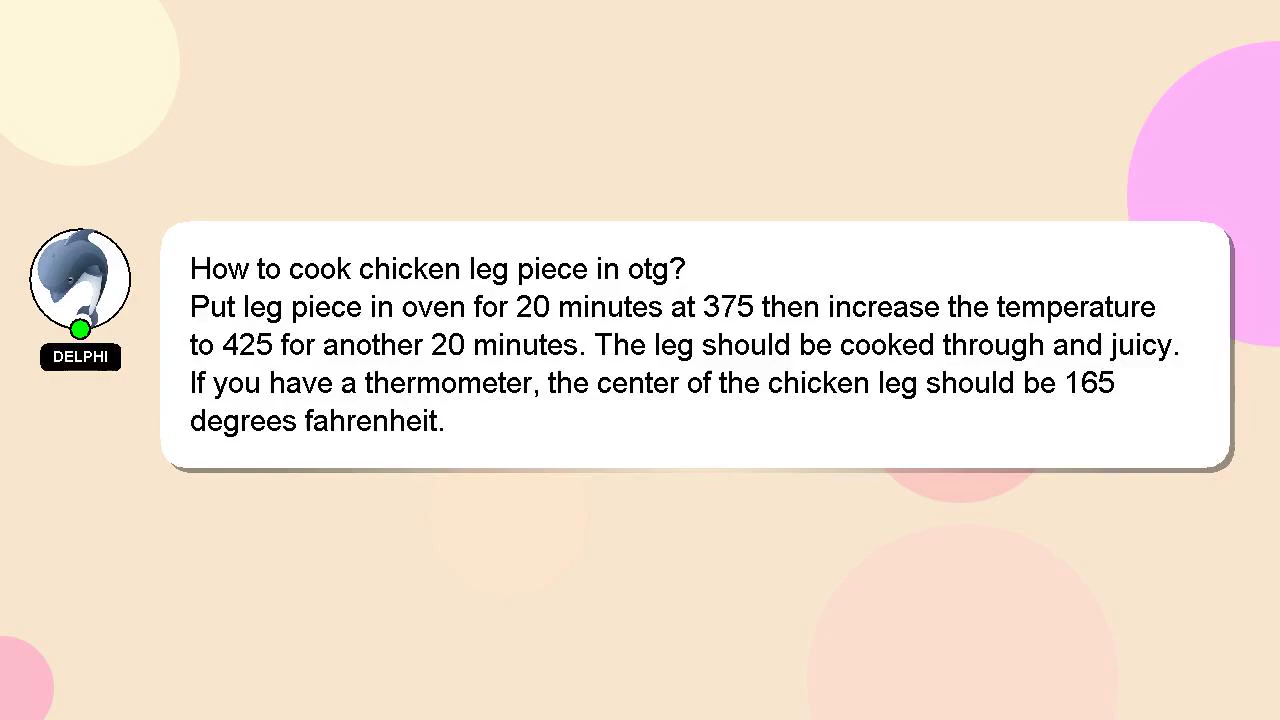 How to cook chicken leg piece in otg?
Put leg piece in oven for 20 minutes at 375 then increase the temperature
to 425 for another 20 minutes. The leg should be cooked through and juicy.
If you have a thermometer, the center of the chicken leg should be 165
degrees fahrenheit.
DELPHI